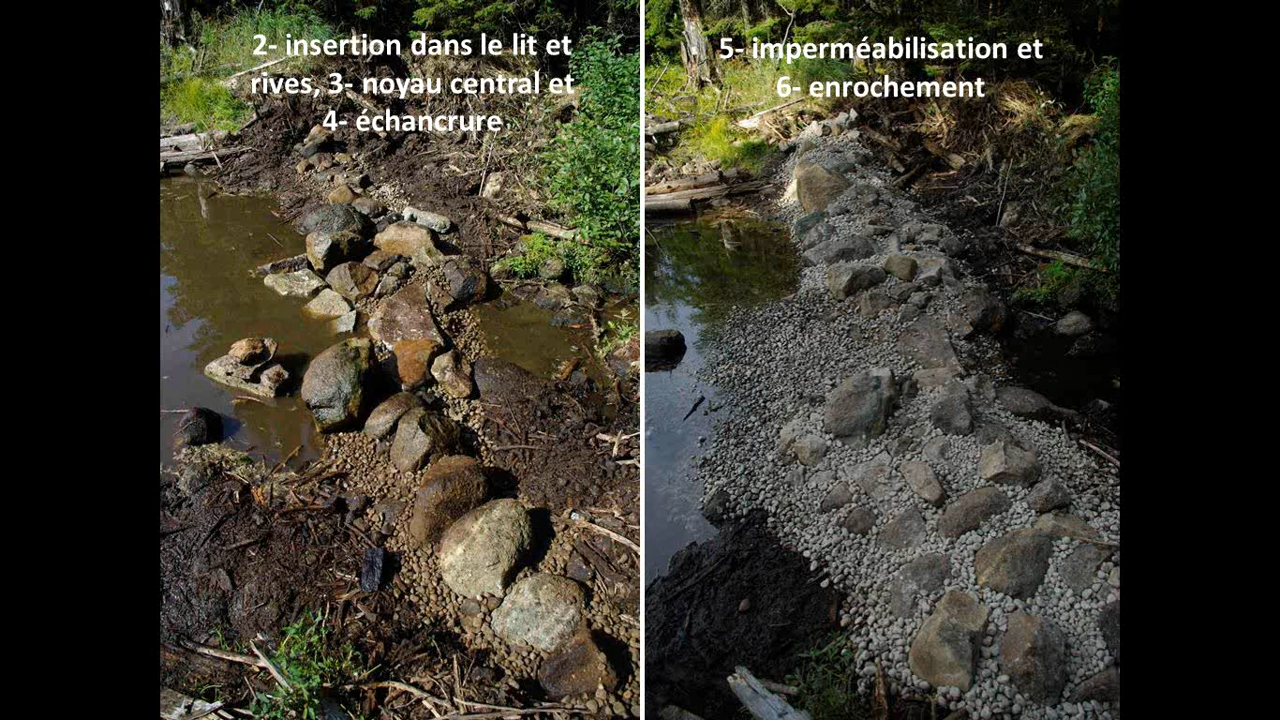 2- insertion dans le lit et
rives, 3- noyau central et
4- échancrure
5- imperméabilisation et
6- enrochement